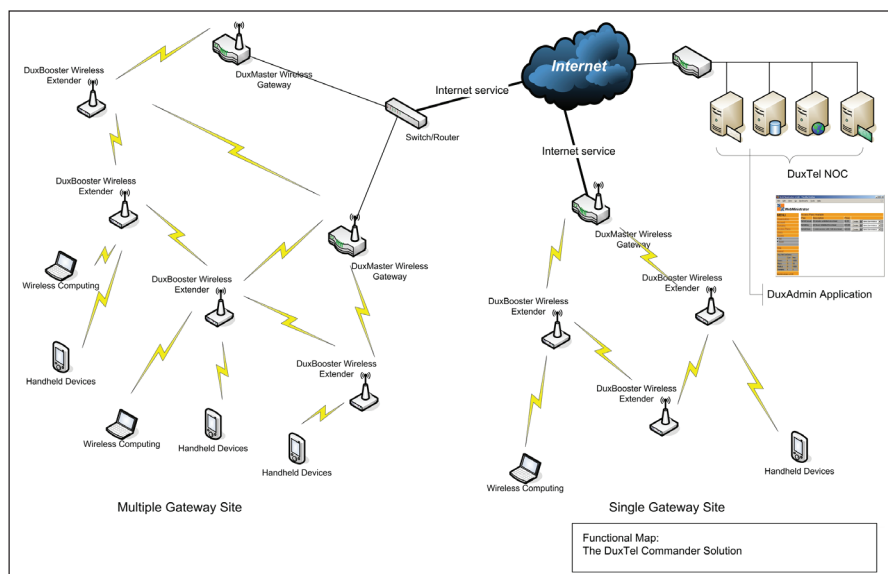 DuxBooster Wireless
Extender
DuxMaster Wireless
Gateway
Internet
Internet service
Switch/Router
DuxTel NOC
Internet service
DuxBooster Wireless
Extender
DuxMaster Wireless
Gateway
DuxMaster Wireless
Gateway
Wireless Computing
DuxBooster Wireless
Extender
DuxBooster Wireless
Extender
DuxAdmin Application
DuxBooster Wireless
Extender
Handheld Devices
DuxBooster Wireless
Extender
DuxBooster Wireless
Extender
Wireless Computing
Handheld Devices
Handheld Devices
Handheld Devices
Wireless Computing
Multiple Gateway Site
Single Gateway Site
Functional Map:
The DuxTel Commander Solution